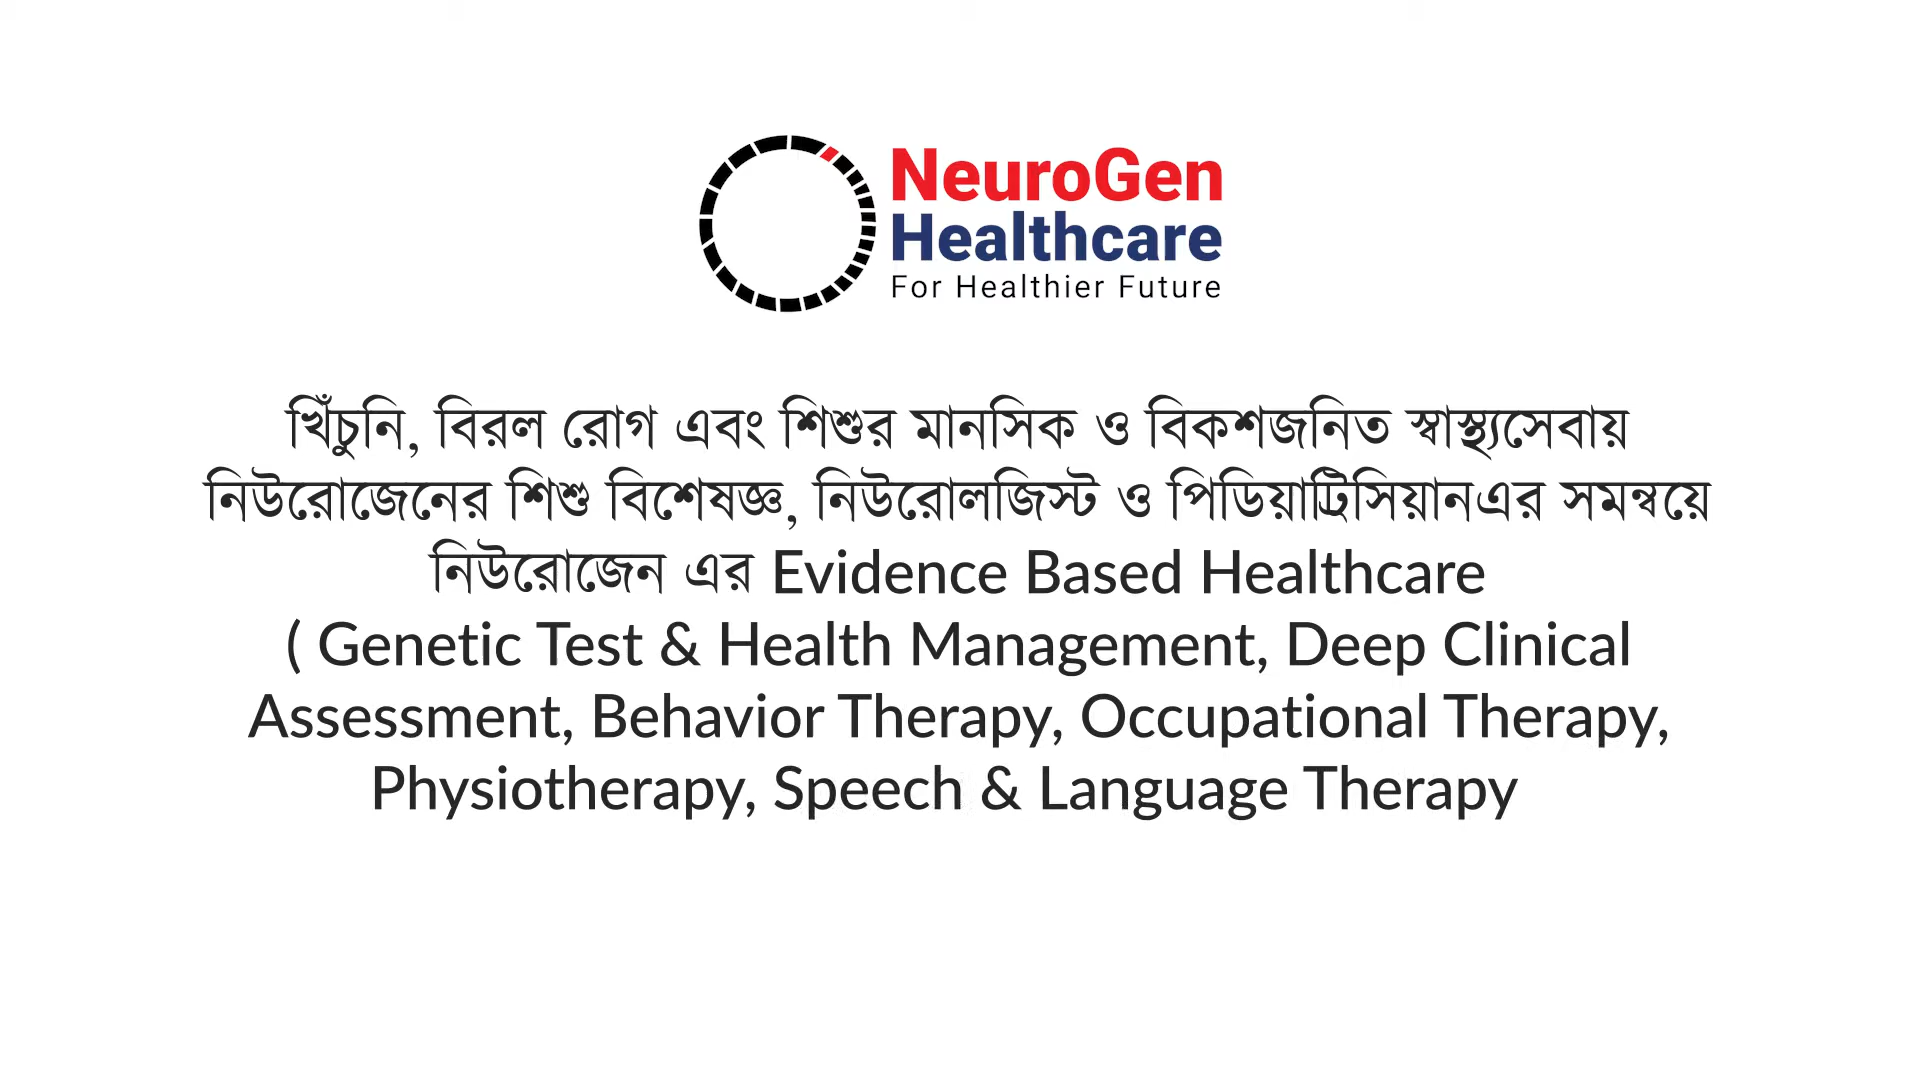 NeuroGen
Healthcare
For Healthier Future
খিঁচুনি, বিরল রোগ এবং শিশুর মানসিক ও বিকশজনিত স্বাস্থ্যসেবায়
নিউরোজেনের শিশু বিশেষজ্ঞ, নিউরোলজিস্ট ও পিডিয়াট্রিসিয়ানএর সমন্বয়ে
নিউরোজেন এর Evidence Based Healthcare
( Genetic Test & Health Management, Deep Clinical
Assessment, Behavior Therapy, Occupational Therapy,
Physiotherapy, Speech & Language Therapy